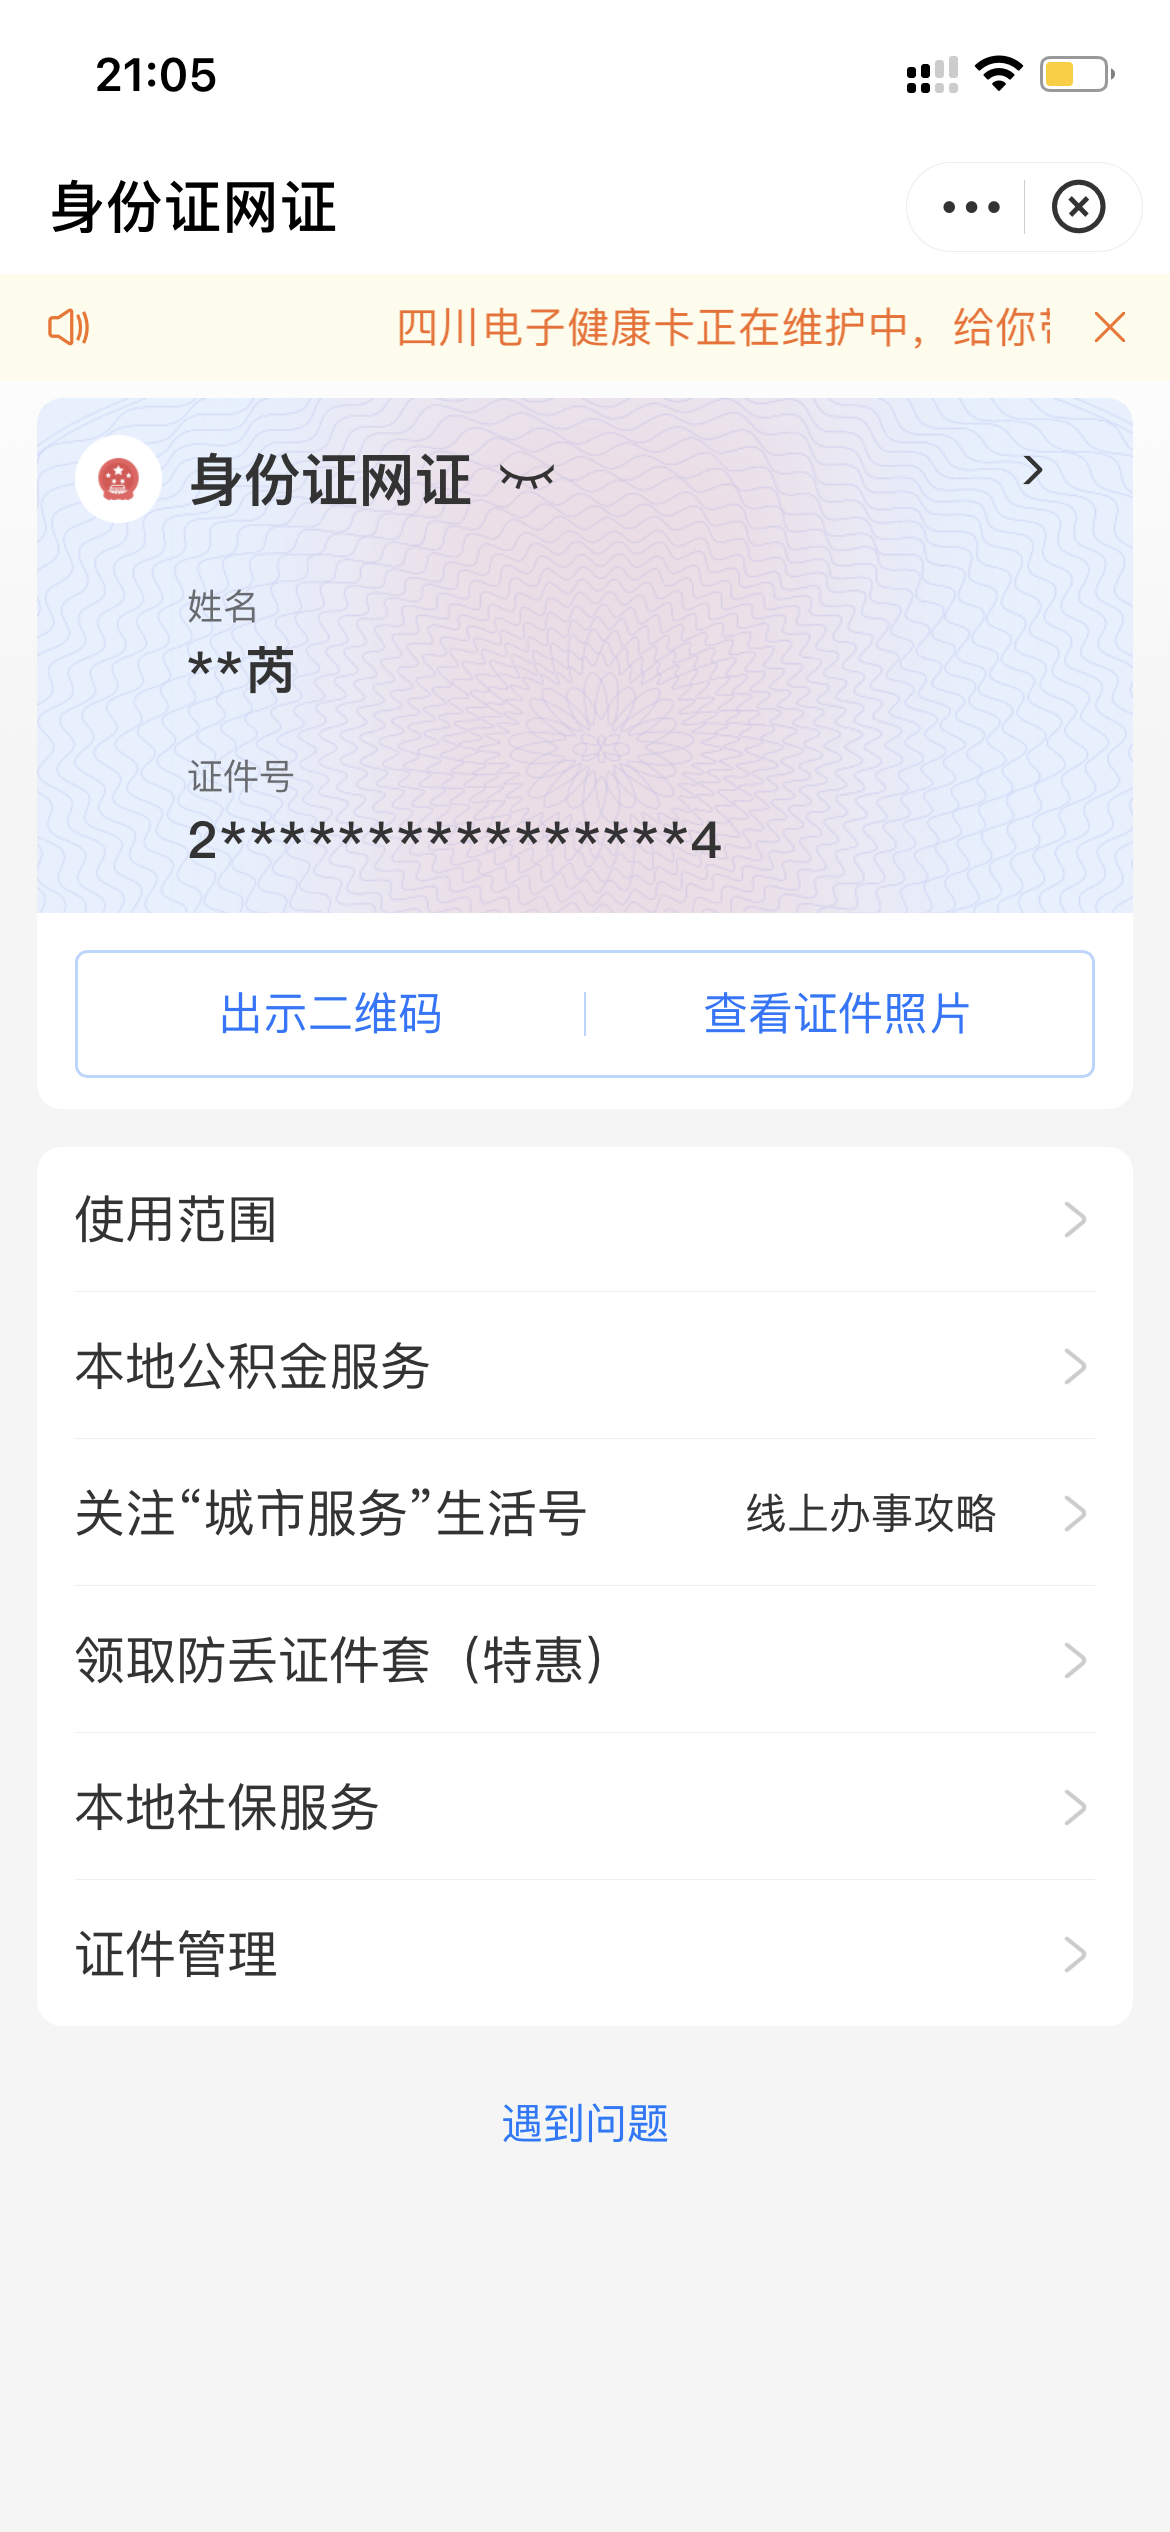 21:05
身份证网证
四川电子健康卡正在维护中，给你
身份证网证
姓名
**芮
证件号
2****************4
出示二维码
查看证件照片
使用范围
本地公积金服务
关注“城市服务”生活号 线上办事攻略
领取防丢证件套（特惠）
本地社保服务
证件管理
遇到问题